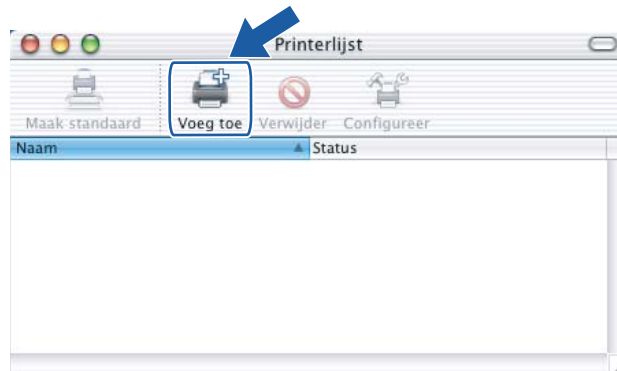 Printerlijst
Maak standaard Voeg toe Verwijder Configureer
Naam Status